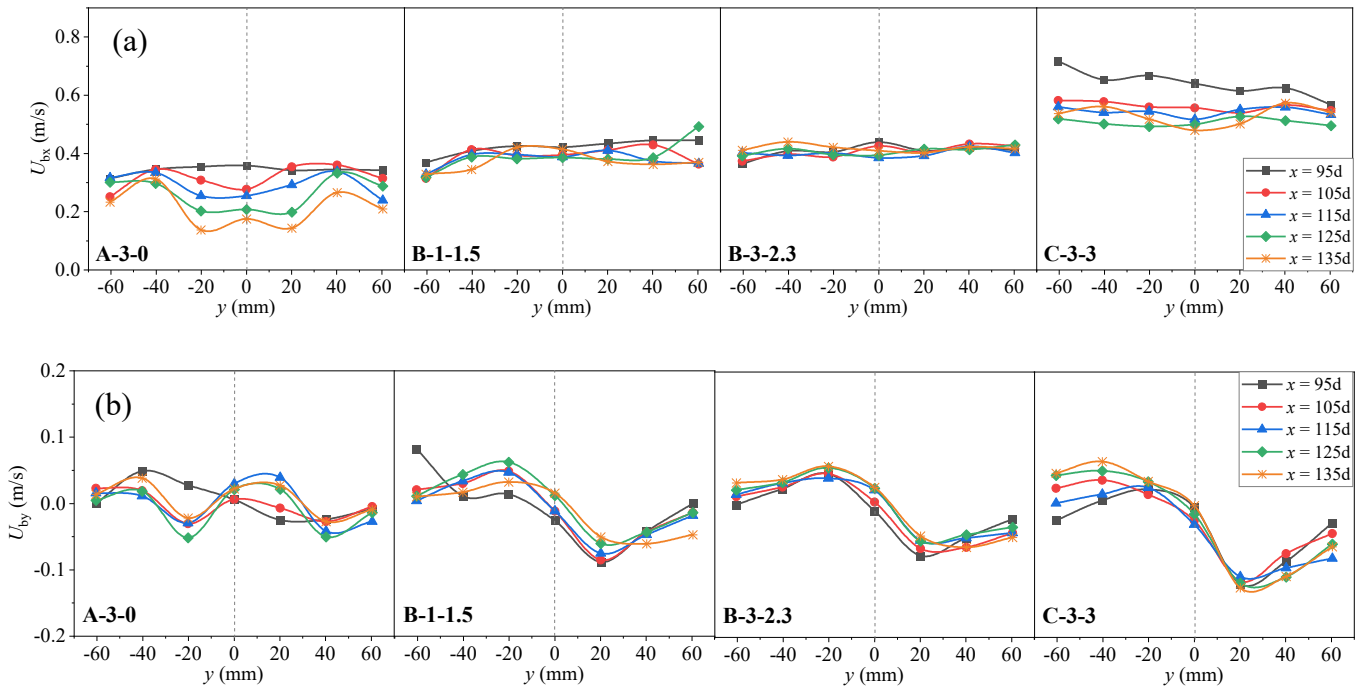 (a)
U_bx (m/s)
0.8
0.6
0.4
0.2
0.0
A-3-0
B-1-1.5
B-3-2.3
C-3-3
x = 95d
x = 105d
x = 115d
x = 125d
x = 135d
-60 -40 -20 0 20 40 60
-60 -40 -20 0 20 40 60
-60 -40 -20 0 20 40 60
-60 -40 -20 0 20 40 60
y (mm)
y (mm)
y (mm)
y (mm)
(b)
U_by (m/s)
0.2
0.1
0.0
-0.1
-0.2
x = 95d
x = 105d
x = 115d
x = 125d
x = 135d
A-3-0
B-1-1.5
B-3-2.3
C-3-3
-60 -40 -20 0 20 40 60
-60 -40 -20 0 20 40 60
-60 -40 -20 0 20 40 60
-60 -40 -20 0 20 40 60
y (mm)
y (mm)
y (mm)
y (mm)